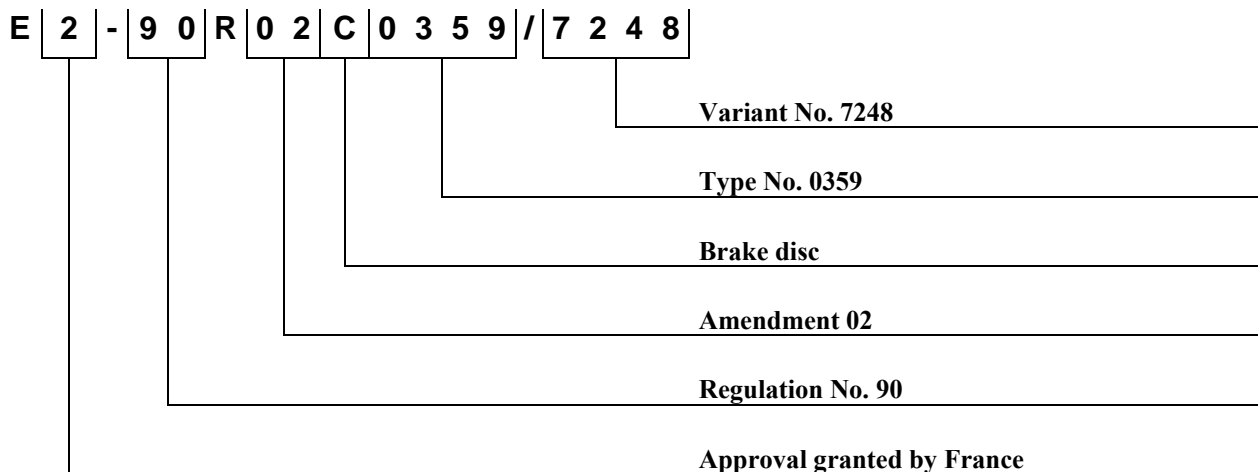 E 2 - 9 0 R 0 2 C 0 3 5 9 / 7 2 4 8
Variant No. 7248
Type No. 0359
Brake disc
Amendment 02
Regulation No. 90
Approval granted by France